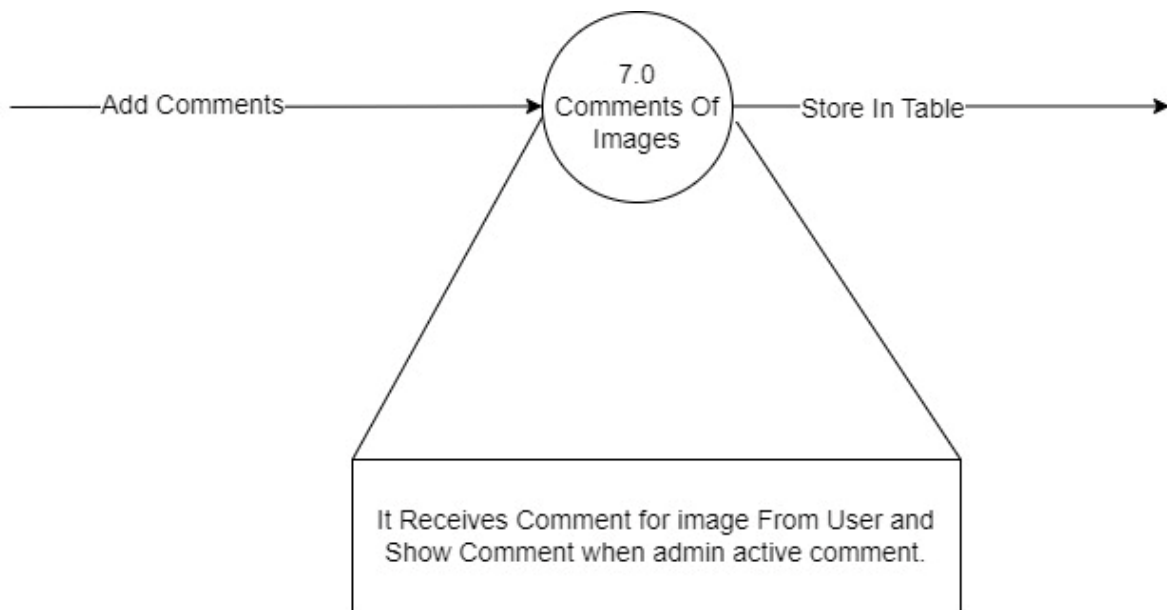 7.0
Comments Of
Images
Add Comments
Store In Table
It Receives Comment for image From User and
Show Comment when admin active comment.